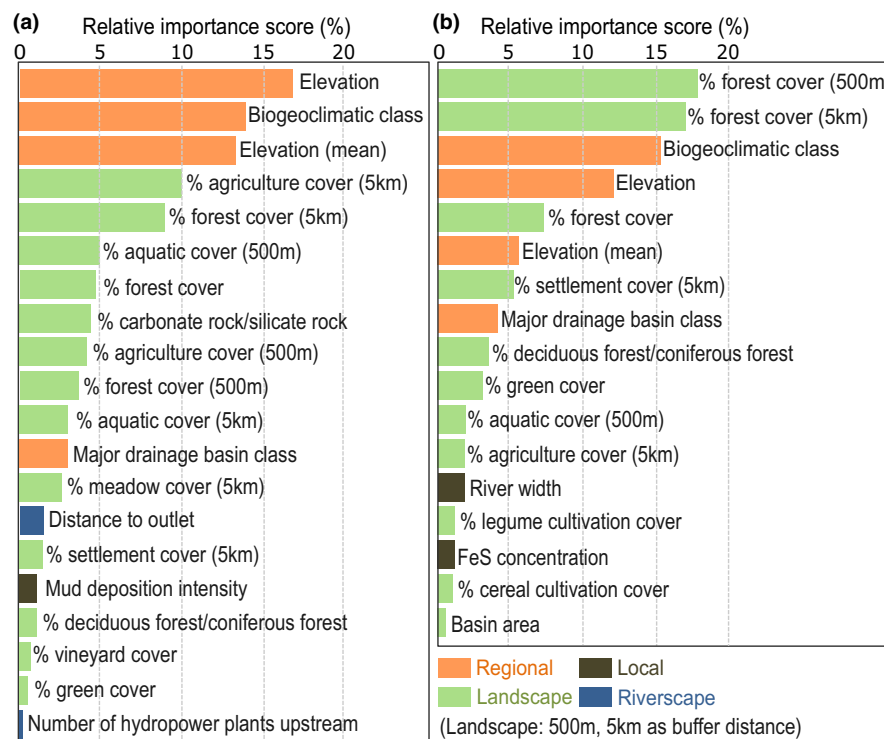 (a)
Relative importance score (%)
0 5 10 15 20
Elevation
Biogeoclimatic class
Elevation (mean)
% agriculture cover (5km)
% forest cover (5km)
% aquatic cover (500m)
% forest cover
% carbonate rock/silicate rock
% agriculture cover (500m)
% forest cover (500m)
% aquatic cover (5km)
Major drainage basin class
% meadow cover (5km)
Distance to outlet
% settlement cover (5km)
Mud deposition intensity
% deciduous forest/coniferous forest
% vineyard cover
% green cover
Number of hydropower plants upstream
(b)
Relative importance score (%)
0 5 10 15 20
% forest cover (500m
% forest cover (5km)
Biogeoclimatic class
Elevation
% forest cover
Elevation (mean)
% settlement cover (5km)
Major drainage basin class
% deciduous forest/coniferous forest
% green cover
% aquatic cover (500m)
% agriculture cover (5km)
River width
% legume cultivation cover
FeS concentration
% cereal cultivation cover
Basin area
Regional Local
Landscape Riverscape
(Landscape: 500m, 5km as buffer distance)